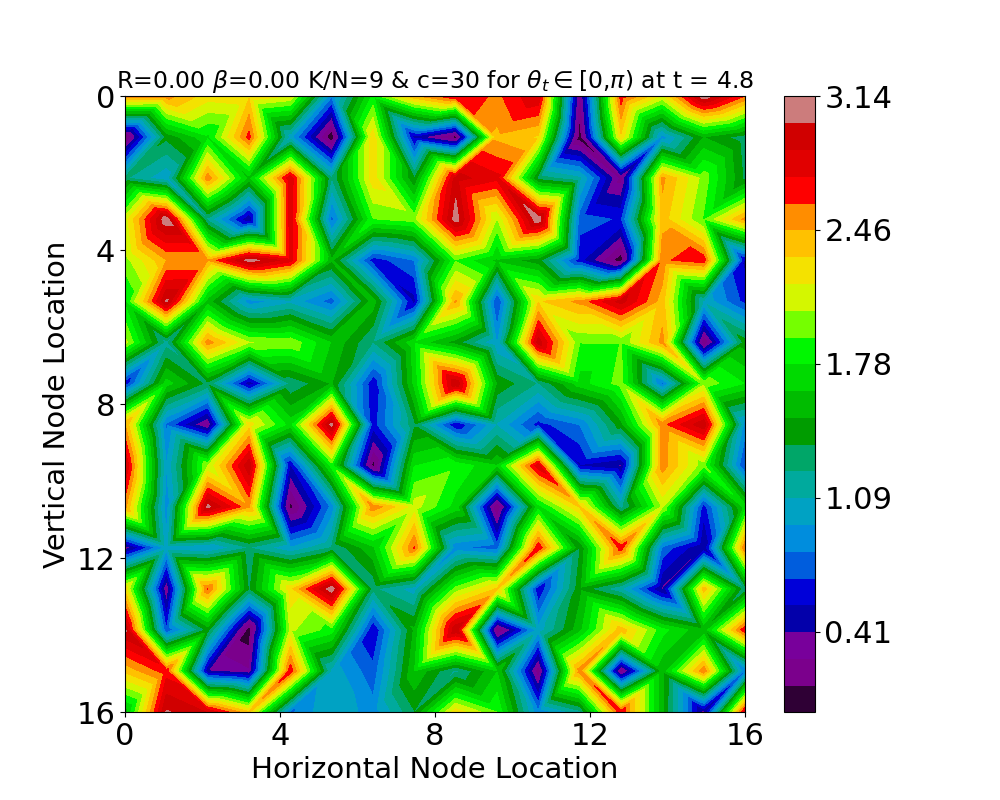 R=0.00 β=0.00 K/N=9 & c=30 for θ_t ∈ [0,π) at t = 4.8
0
4
8
12
16
0 4 8 12 16
Vertical Node Location
Horizontal Node Location
3.14
2.46
1.78
1.09
0.41